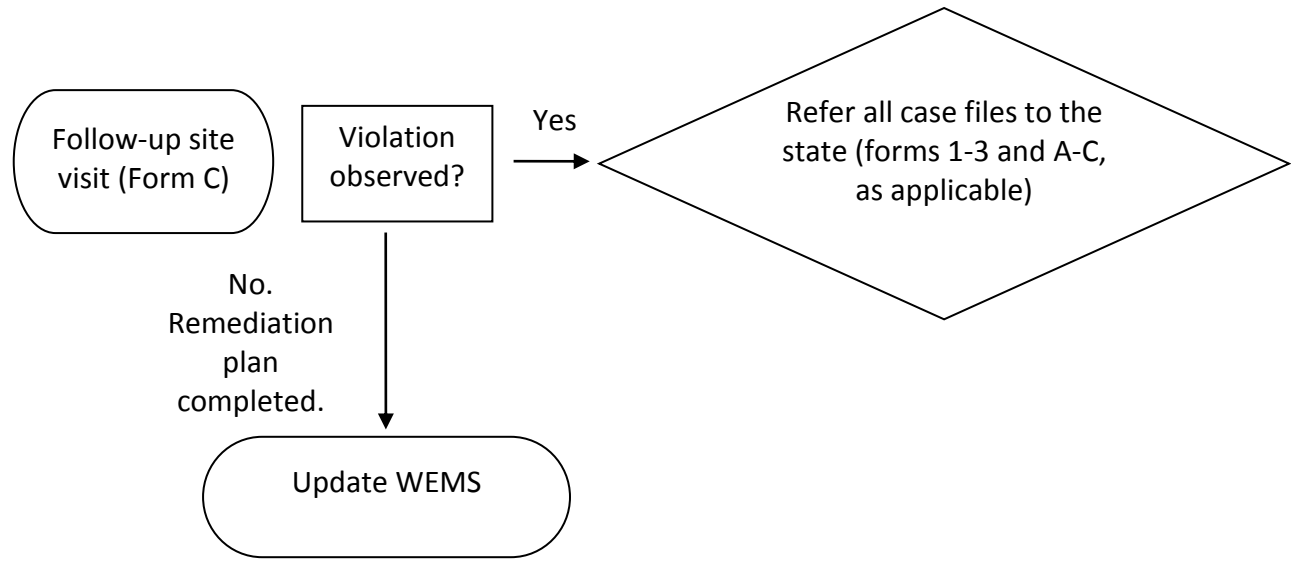 Follow-up site
visit (Form C)
Violation
observed?
Yes
Refer all case files to the
state (forms 1-3 and A-C,
as applicable)
No.
Remediation
plan
completed.
Update WEMS